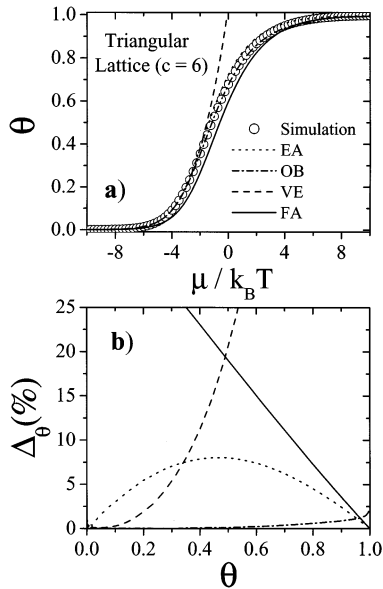 1.0
0.8
0.6
0.4
0.2
0.0
θ
Triangular
Lattice (c = 6)
Simulation
EA
OB
VE
FA
a)
-8 -4 0 4 8
μ / k_BT
25
20
15
10
5
0
Δ_θ(%)
b)
0.0 0.2 0.4 0.6 0.8 1.0
θ